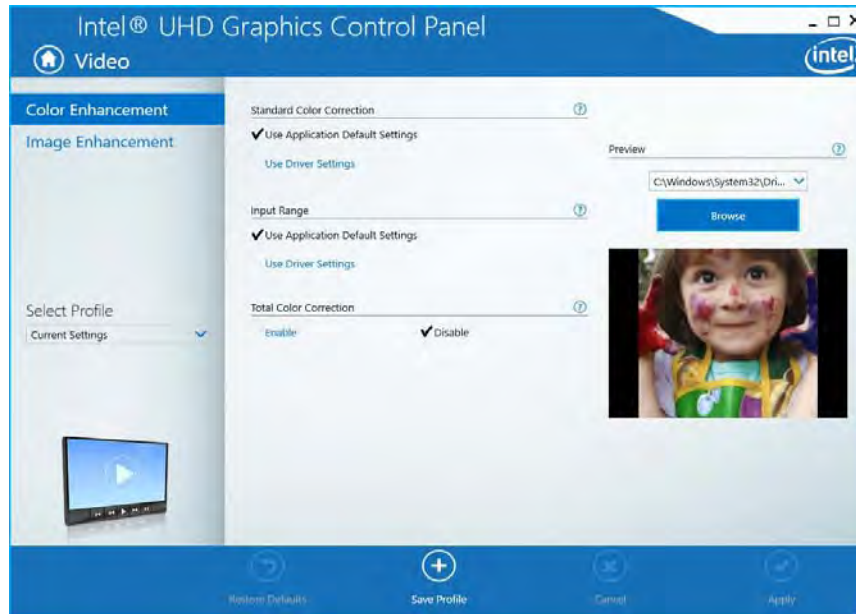 Intel® UHD Graphics Control Panel
Video
intel
Color Enhancement
Image Enhancement
Select Profile
Current Settings
Standard Color Correction
✔Use Application Default Settings
Use Driver Settings
Input Range
✔Use Application Default Settings
Use Driver Settings
Total Color Correction
Enable
✔Disable
Preview
C:\Windows\System32\Dri...
Browse
Restore Defaults
Save Profile
Cancel
Apply